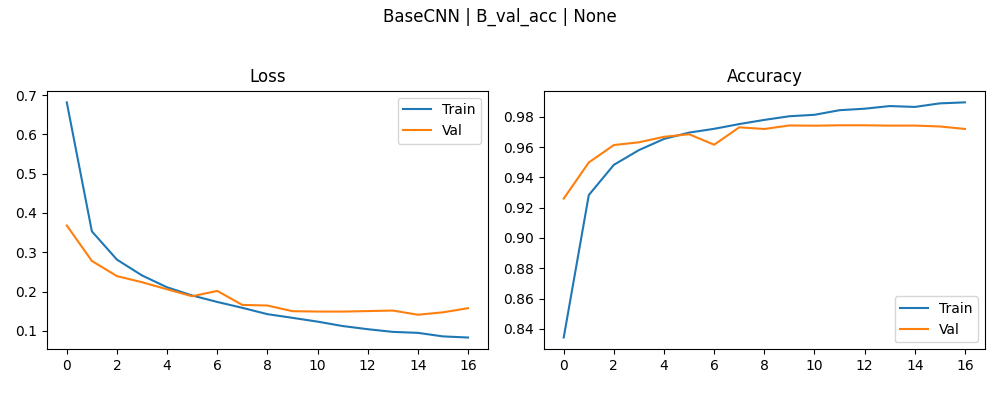 BaseCNN | B_val_acc | None
Loss
0.7
0.6
0.5
0.4
0.3
0.2
0.1
0 2 4 6 8 10 12 14 16
Train
Val
Accuracy
0.98
0.96
0.94
0.92
0.90
0.88
0.86
0.84
0 2 4 6 8 10 12 14 16
Train
Val